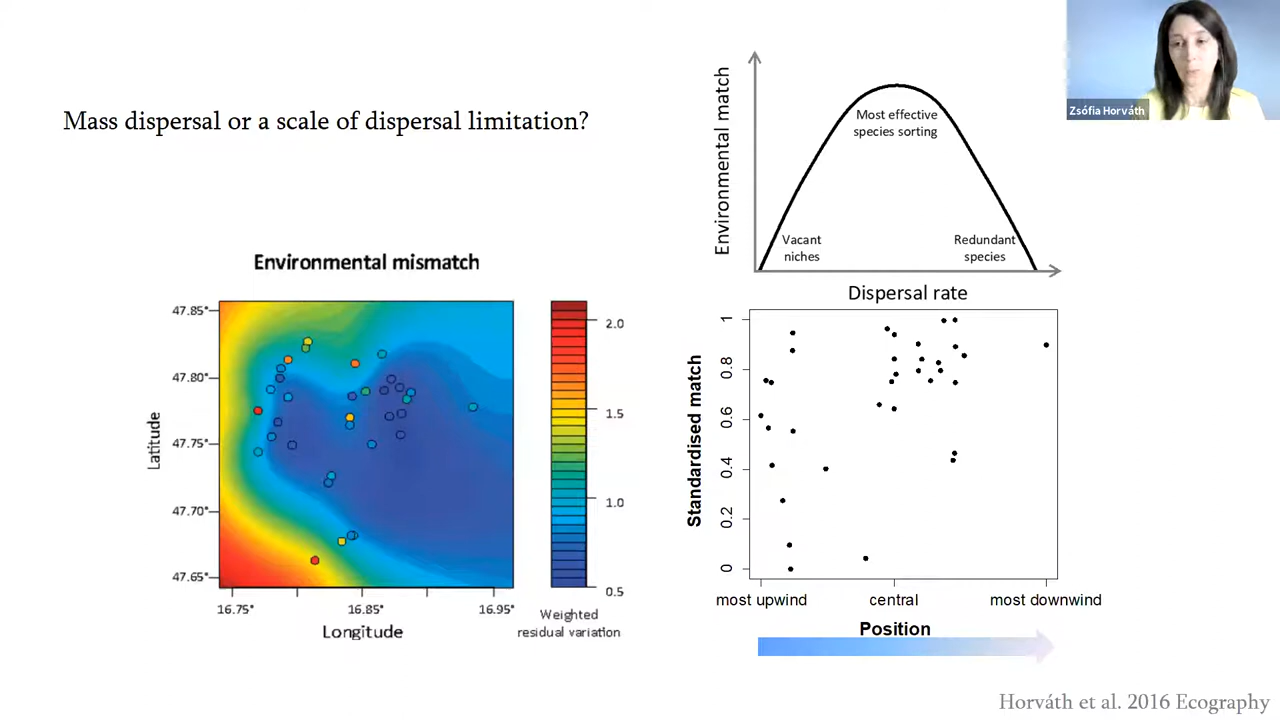 Mass dispersal or a scale of dispersal limitation?
Environmental mismatch
47.85°
47.80°
47.75°
47.70°
47.65°
Latitude
16.75°
16.85°
16.95°
Longitude
2.0
1.5
1.0
0.5
Weighted
residual variation
Environmental match
Most effective
species sorting
Vacant
niches
Redundant
species
Dispersal rate
Standardised match
1
0.8
0.6
0.4
0.2
0
most upwind
central
most downwind
Position
Zsófia Horváth
Horváth et al. 2016 Ecography